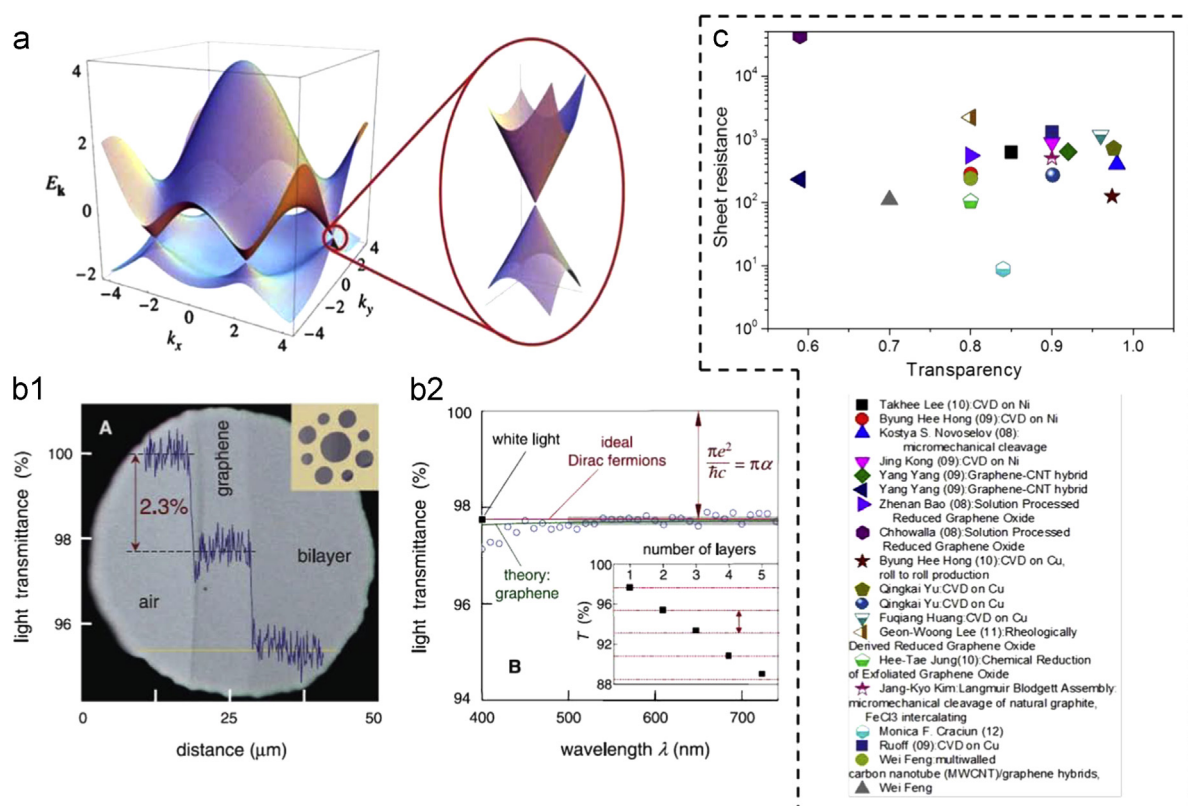 a
4
2
0
−2
E_k
−4
−2
0
2
4
k_x
4
2
0
−2
−4
k_y
c
Sheet resistance
10⁴
10³
10²
10¹
10⁰
0.6
0.7
0.8
0.9
1.0
Transparency
Takhee Lee (10):CVD on Ni
Byung Hee Hong (09):CVD on Ni
Kostya S. Novoselov (08):
micromechanical cleavage
Jing Kong (09):CVD on Ni
Yang Yang (09):Graphene-CNT hybrid
Yang Yang (09):Graphene-CNT hybrid
Zhenan Bao (08):Solution Processed
Reduced Graphene Oxide
Chhowalla (08):Solution Processed
Reduced Graphene Oxide
Byung Hee Hong (10):CVD on Cu,
roll to roll production
Qingkai Yu:CVD on Cu
Qingkai Yu:CVD on Cu
Fuqiang Huang:CVD on Cu
Geon-Woong Lee (11):Rheologically
Derived Reduced Graphene Oxide
Hee-Tae Jung(10):Chemical Reduction
of Exfoliated Graphene Oxide
Jang-Kyo Kim:Langmuir Blodgett Assembly:
micromechanical cleavage of natural graphite,
FeCl3 intercalating
Monica F. Craciun (12)
Ruoff (09):CVD on Cu
Wei Feng:multiwalled
carbon nanotube (MWCNT)/graphene hybrids,
Wei Feng
b1
A
light transmittance (%)
100
98
96
2.3%
air
graphene
bilayer
0
25
50
distance (μm)
b2
light transmittance (%)
100
98
96
94
white light
ideal
Dirac fermions
πe²/ħc = πα
theory:
graphene
B
number of layers
1 2 3 4 5
T (%)
100
96
92
88
400
500
600
700
wavelength λ (nm)